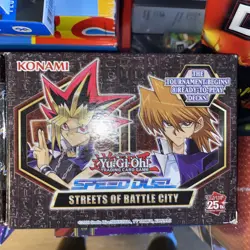 KONAMI
THE
TOURNAMENT BEGINS!
8 READY-TO-PLAY
DECKS!
Yu-Gi-Oh!
TRADING CARD GAME
SPEED DUEL
STREETS OF BATTLE CITY
25th